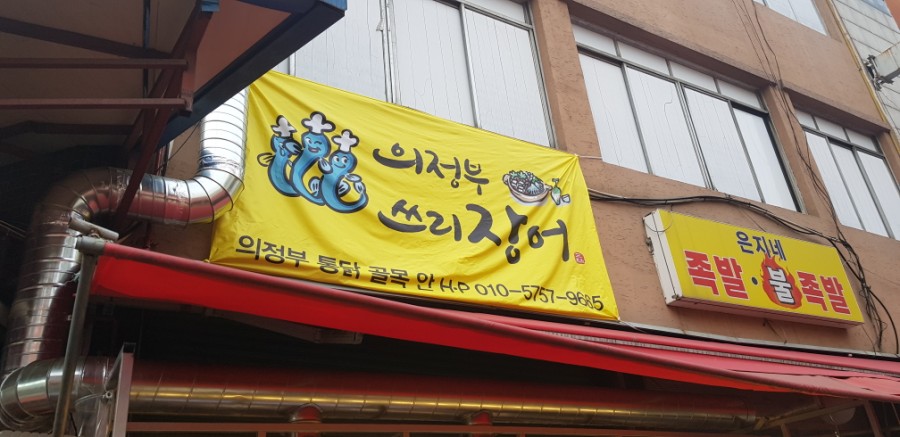 의정부
쓰리장어
의정부 통닭 골목 안 H.P 010-5757-9685
은지네
족발·불족발